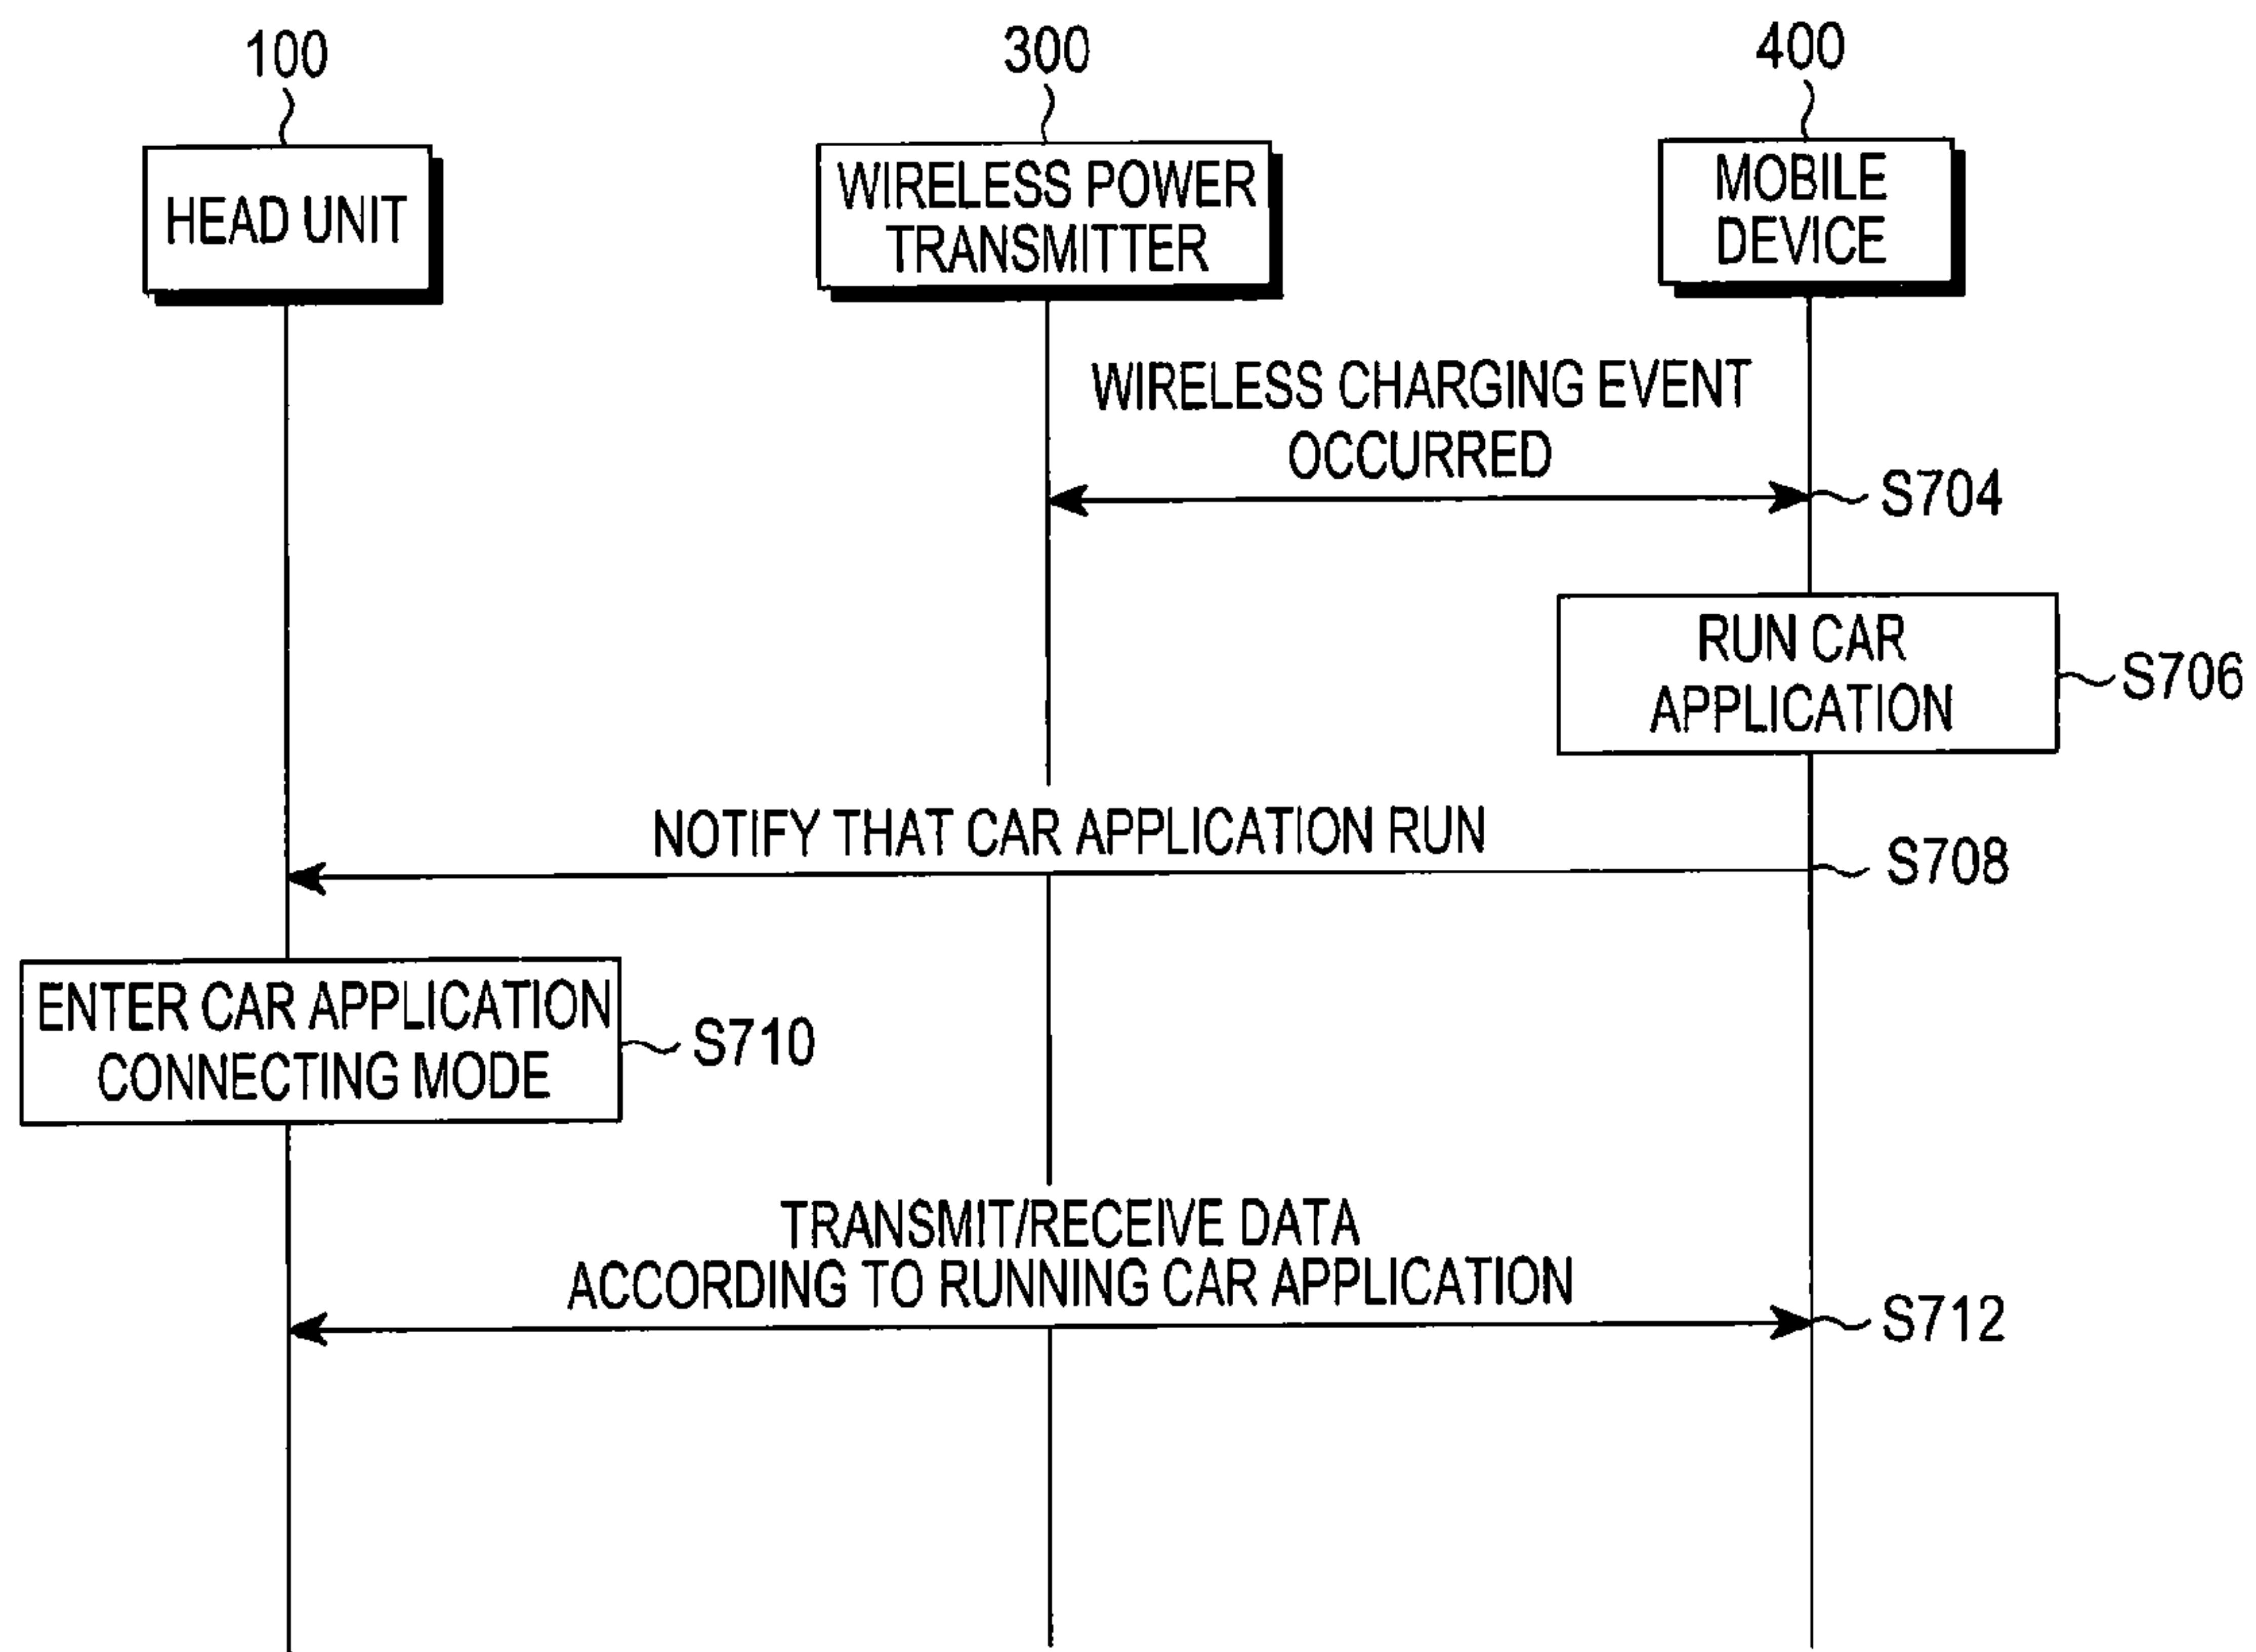 100
300
400
HEAD UNIT
WIRELESS POWER
TRANSMITTER
MOBILE
DEVICE
WIRELESS CHARGING EVENT
OCCURRED
S704
RUN CAR
APPLICATION
S706
NOTIFY THAT CAR APPLICATION RUN
S708
ENTER CAR APPLICATION
CONNECTING MODE
S710
TRANSMIT/RECEIVE DATA
ACCORDING TO RUNNING CAR APPLICATION
S712